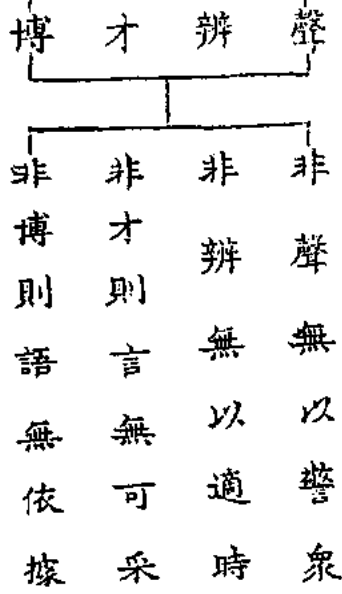 聲
辨
才
博
非聲無以警衆
非辨無以適時
非才則言無可采
非博則語無依據